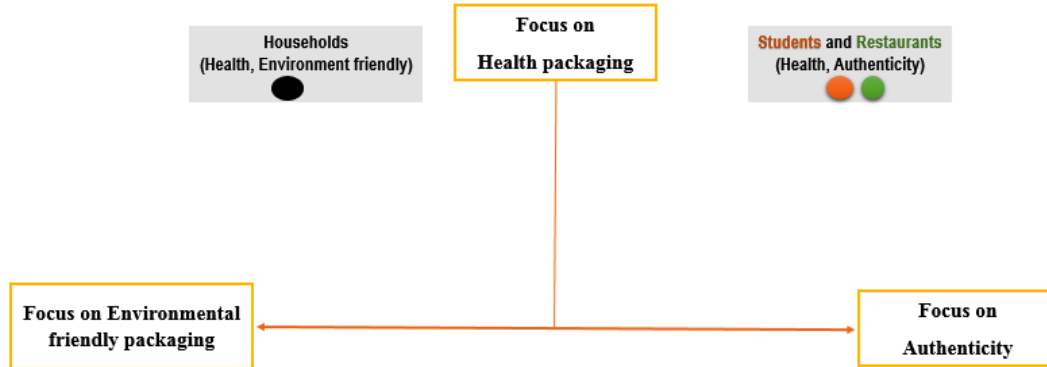 Households
(Health, Environment friendly)
Focus on
Health packaging
Students and Restaurants
(Health, Authenticity)
Focus on Environmental
friendly packaging
Focus on
Authenticity